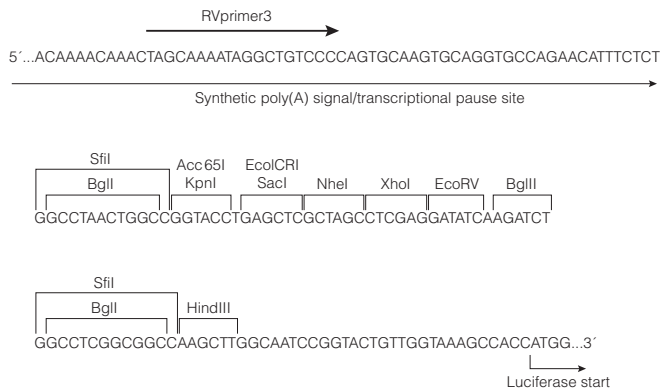 RVprimer3
5´...ACAAAACAAACTAGCAAAATAGGCTGTCCCCAGTGCAAGTGCAGGTGCCAGAACATTTCTCT
Synthetic poly(A) signal/transcriptional pause site
SfiI
BglI
Acc65I
KpnI
EcoICRI
SacI
NheI
XhoI
EcoRV
BglII
GGCCTAACTGGCCGGTACCTGAGCTCGCTAGCCTCGAGGATATCAAGATCT
SfiI
BglI
HindIII
GGCCTCGGCGGCCAAGCTTGGCAATCCGGTACTGTTGGTAAAGCCACCATGG...3´
Luciferase start